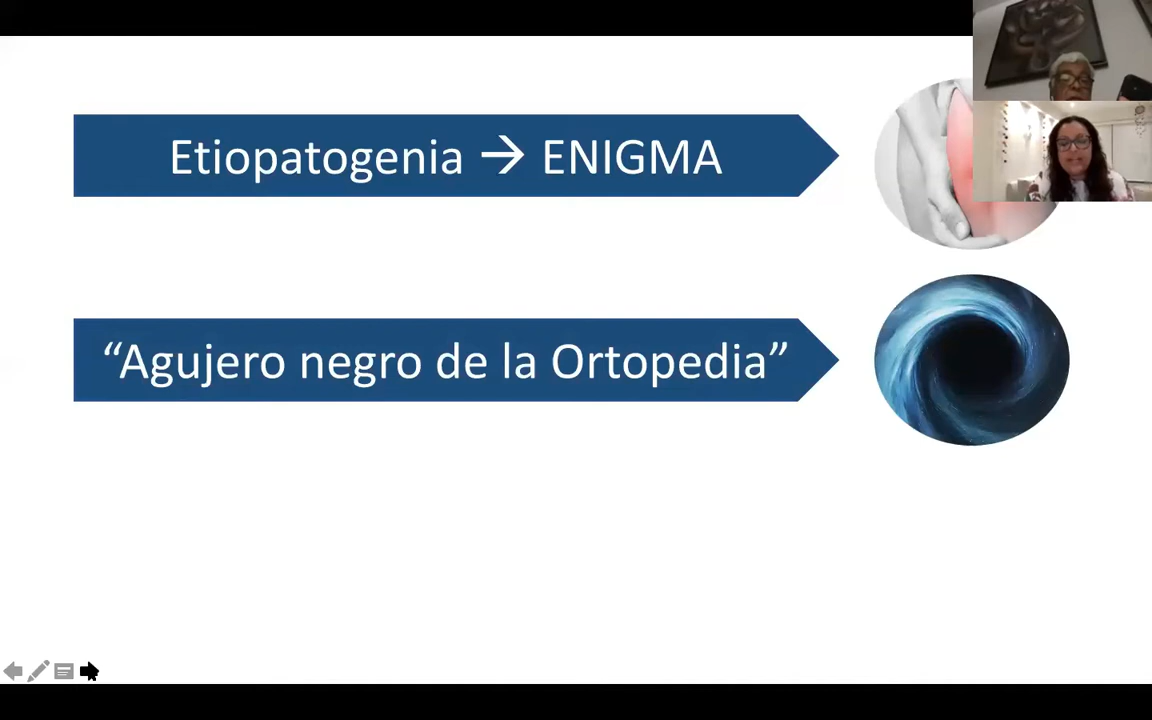 Etiopatogenia → ENIGMA
“Agujero negro de la Ortopedia”